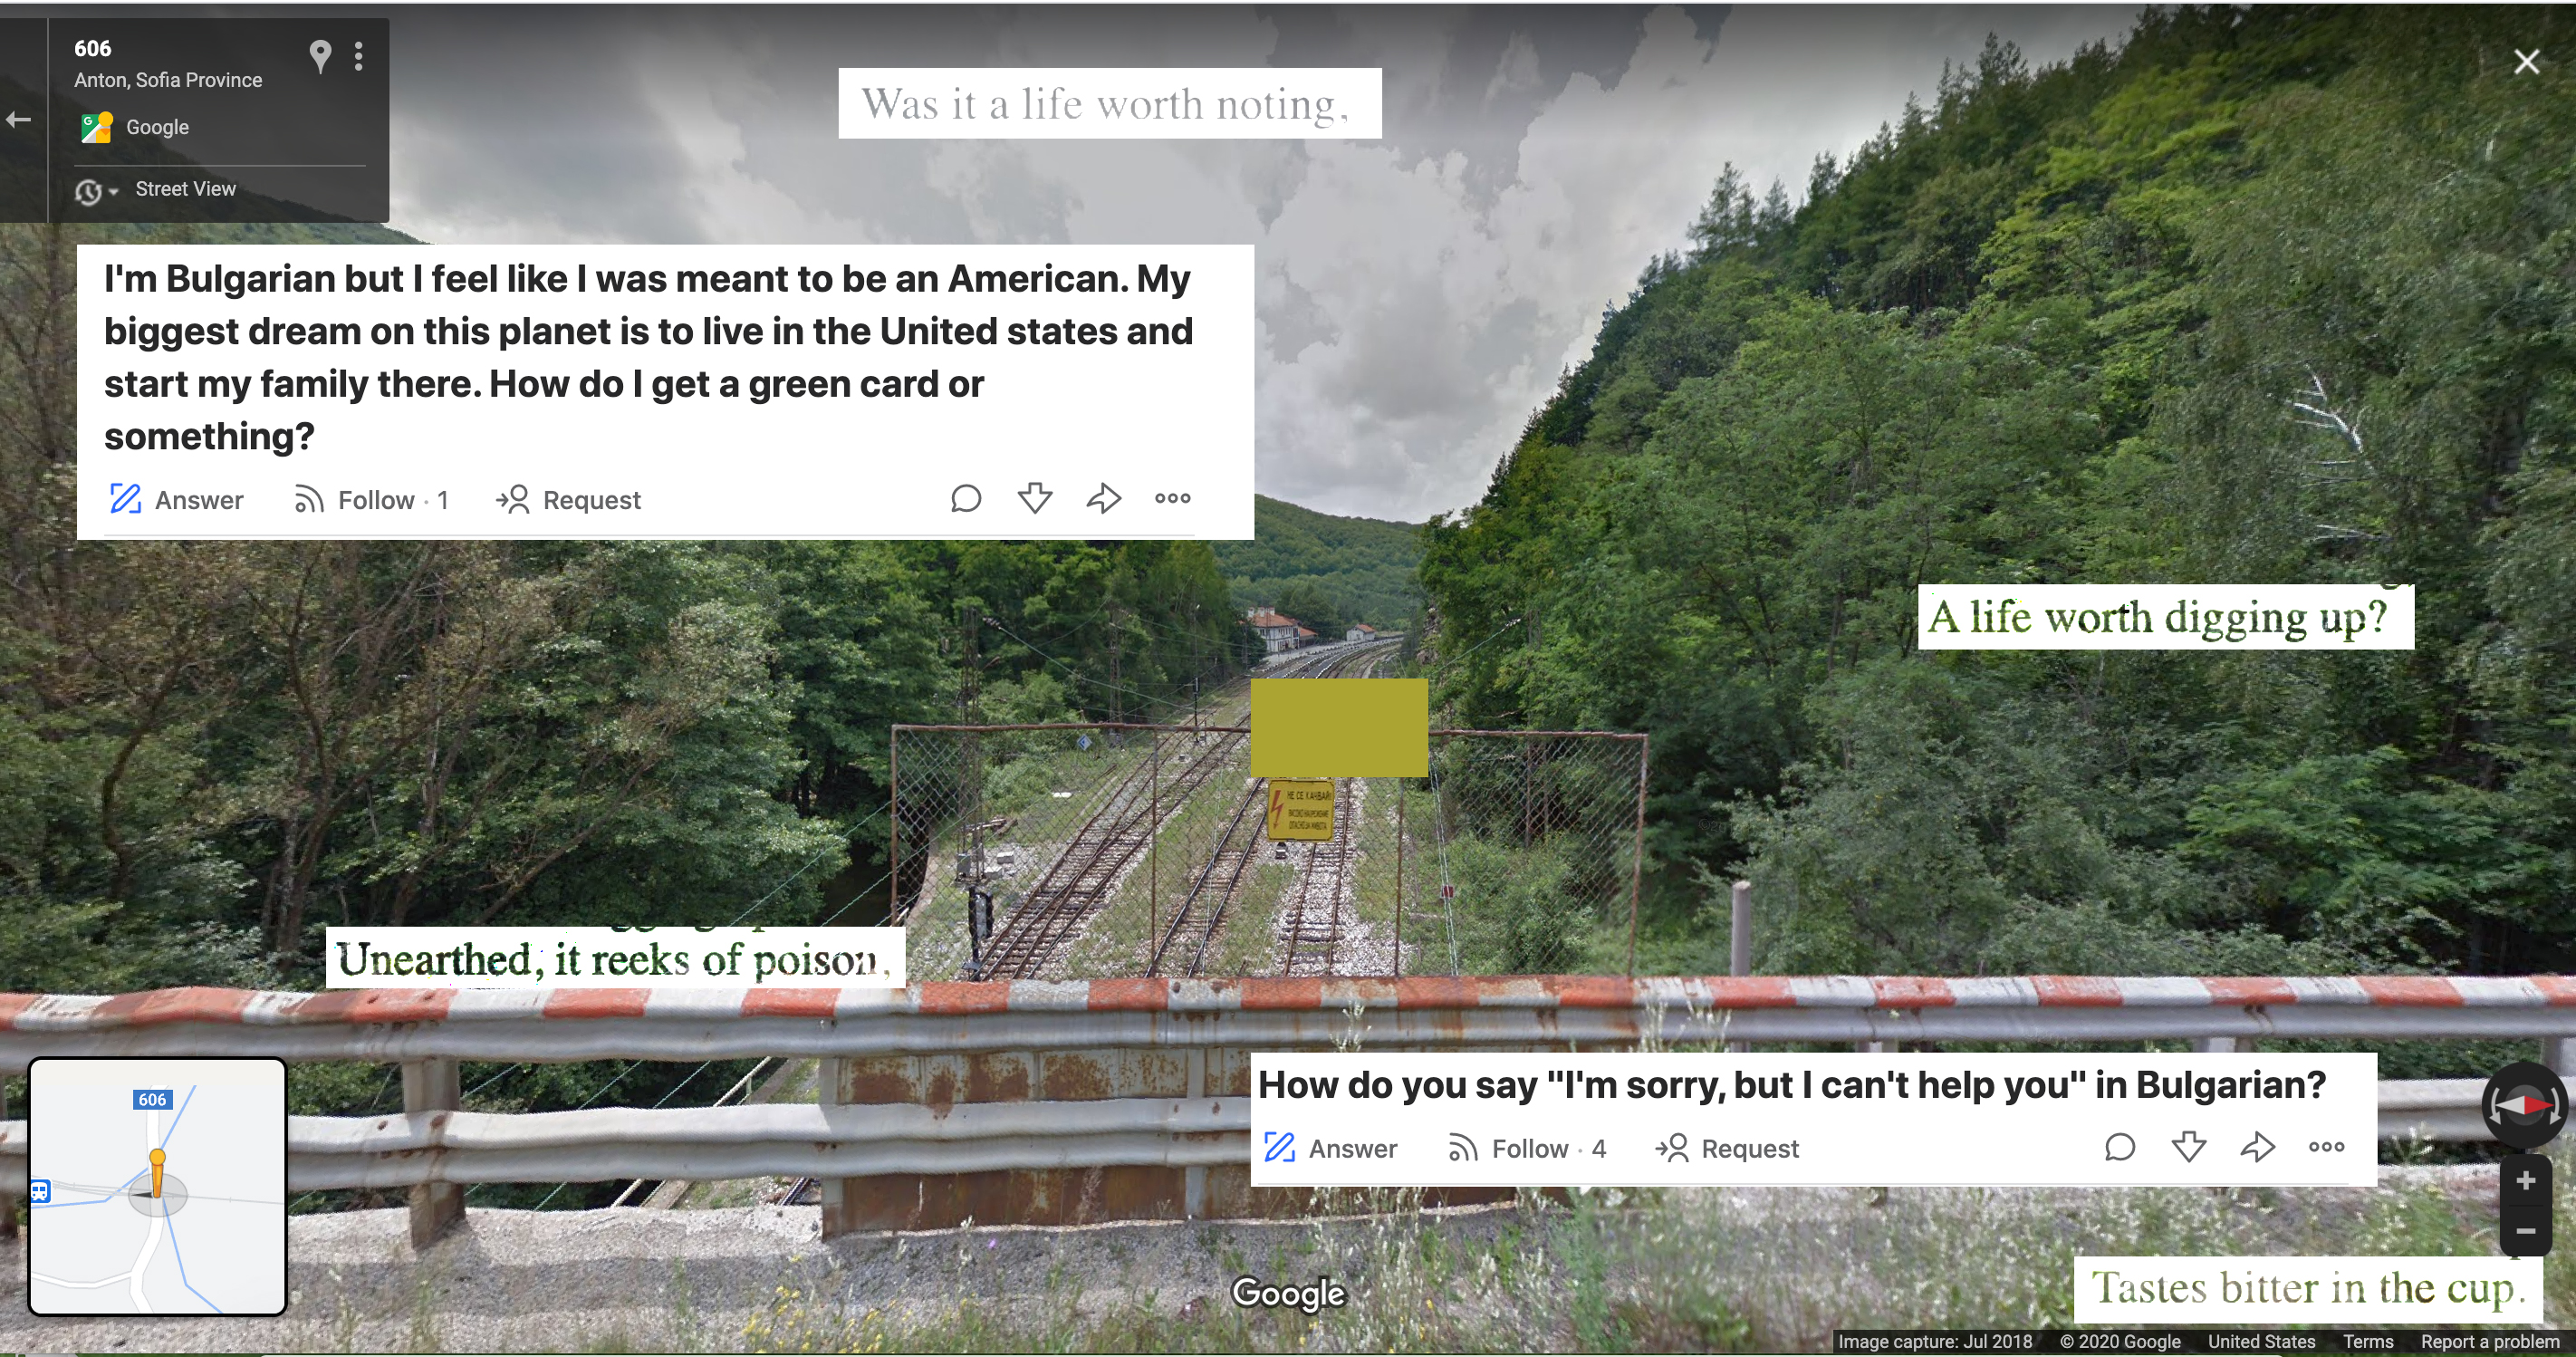 606
Anton, Sofia Province
Google
Street View
Was it a life worth noting,
I'm Bulgarian but I feel like I was meant to be an American. My
biggest dream on this planet is to live in the United states and
start my family there. How do I get a green card or
something?
Answer Follow · 1 Request
A life worth digging up?
НЕ СЕ КАЧВАЙ
Unearthed, it reeks of poison,
How do you say "I'm sorry, but I can't help you" in Bulgarian?
Answer Follow · 4 Request
606
Google
Tastes bitter in the cup.
Image capture: Jul 2018 © 2020 Google United States Terms Report a problem